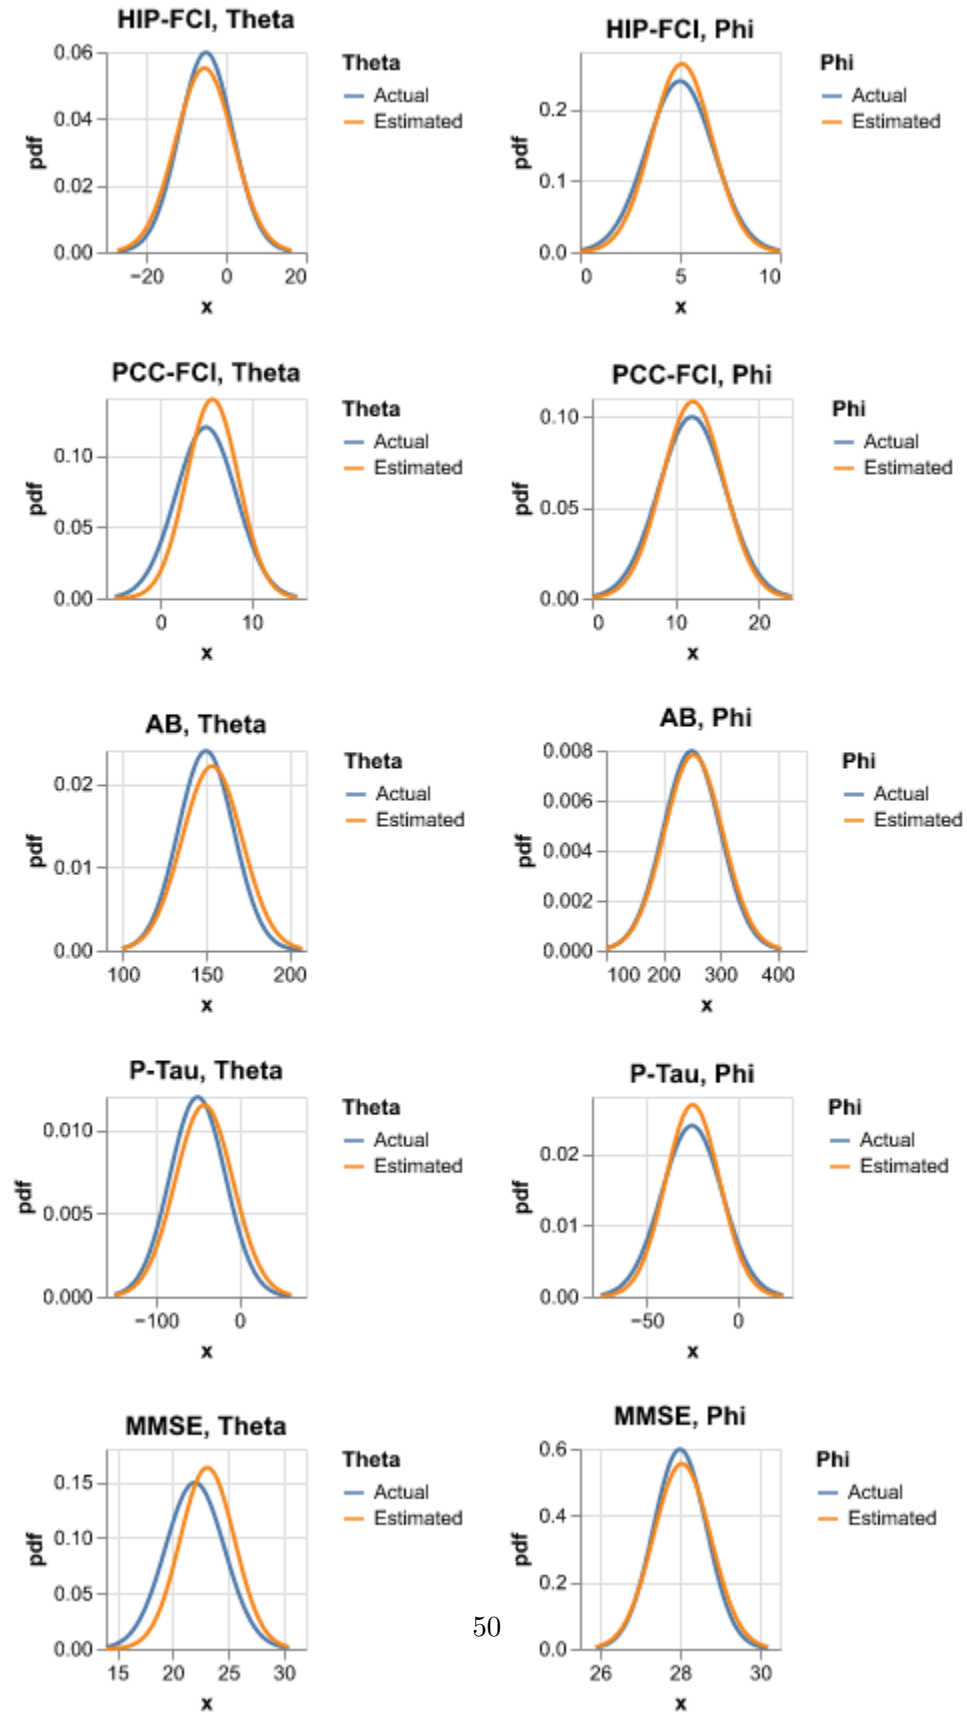 HIP-FCI, Theta
0.06
0.04
0.02
0.00
pdf
−20 0 20
x
Theta
Actual
Estimated
HIP-FCI, Phi
0.2
0.1
0.0
pdf
0 5 10
x
Phi
Actual
Estimated
PCC-FCI, Theta
0.10
0.05
0.00
pdf
0 10
x
Theta
Actual
Estimated
PCC-FCI, Phi
0.10
0.05
0.00
pdf
0 10 20
x
Phi
Actual
Estimated
AB, Theta
0.02
0.01
0.00
pdf
100 150 200
x
Theta
Actual
Estimated
AB, Phi
0.008
0.006
0.004
0.002
0.000
pdf
100 200 300 400
x
Phi
Actual
Estimated
P-Tau, Theta
0.010
0.005
0.000
pdf
−100 0
x
Theta
Actual
Estimated
P-Tau, Phi
0.02
0.01
0.00
pdf
−50 0
x
Phi
Actual
Estimated
MMSE, Theta
0.15
0.10
0.05
0.00
pdf
15 20 25 30
x
Theta
Actual
Estimated
MMSE, Phi
0.6
0.4
0.2
0.0
pdf
26 28 30
x
Phi
Actual
Estimated
50